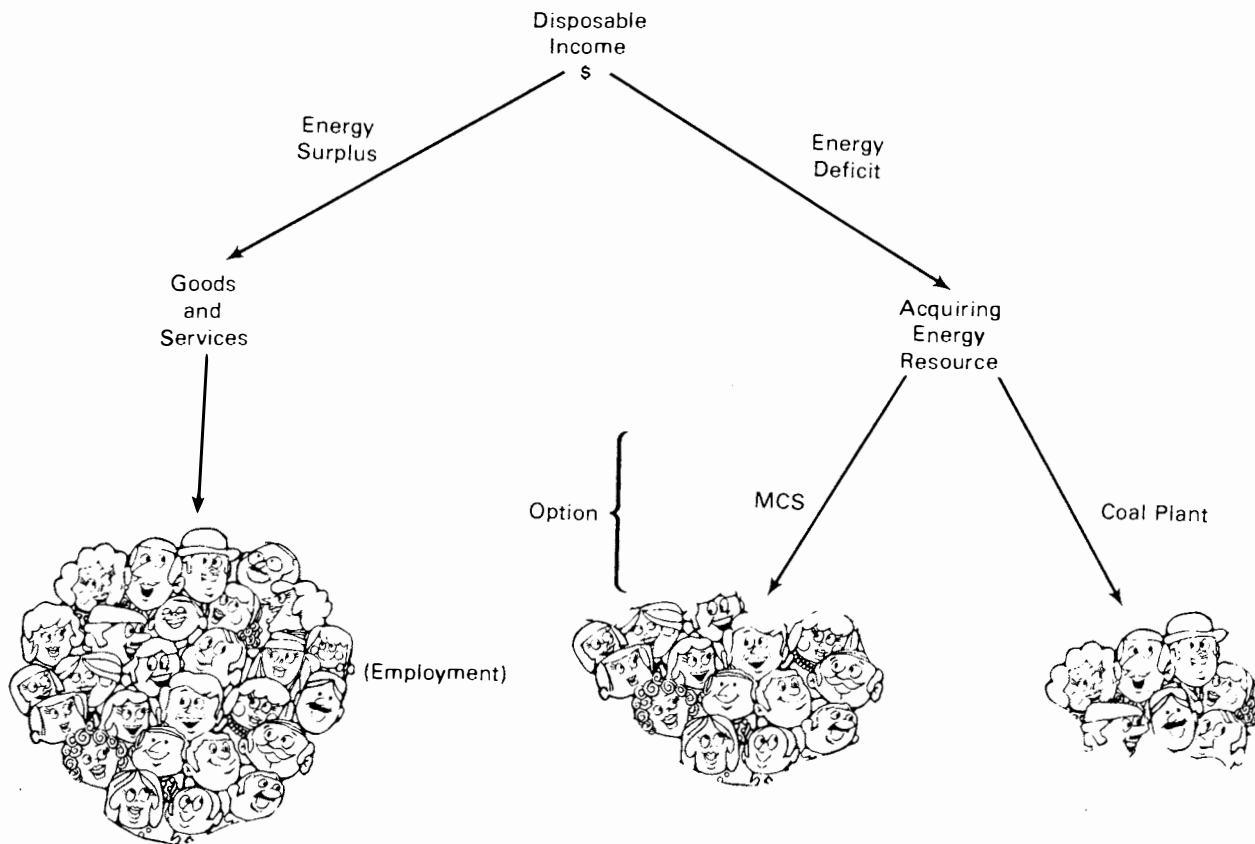 Disposable
Income
$
Energy
Surplus
Energy
Deficit
Goods
and
Services
Acquiring
Energy
Resource
Option
MCS
Coal Plant
(Employment)